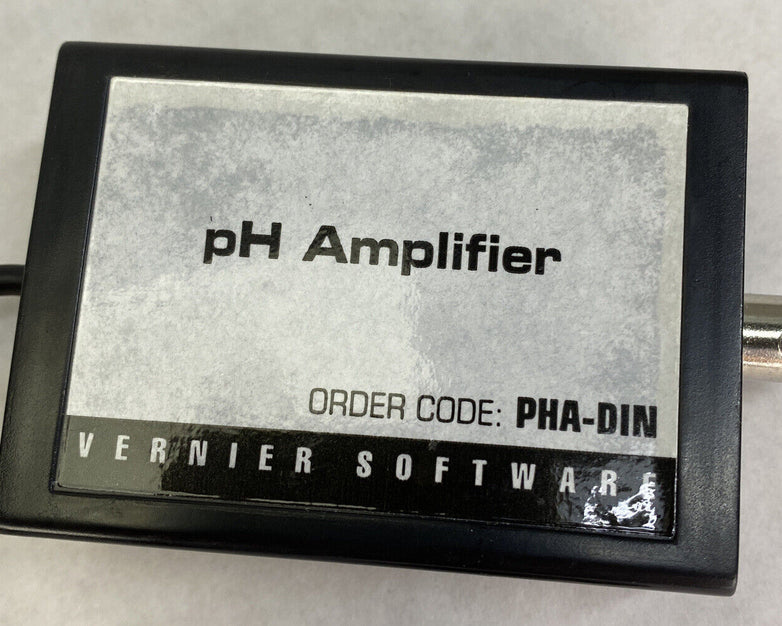 pH Amplifier
ORDER CODE: PHA-DIN
VERNIER SOFTWARE